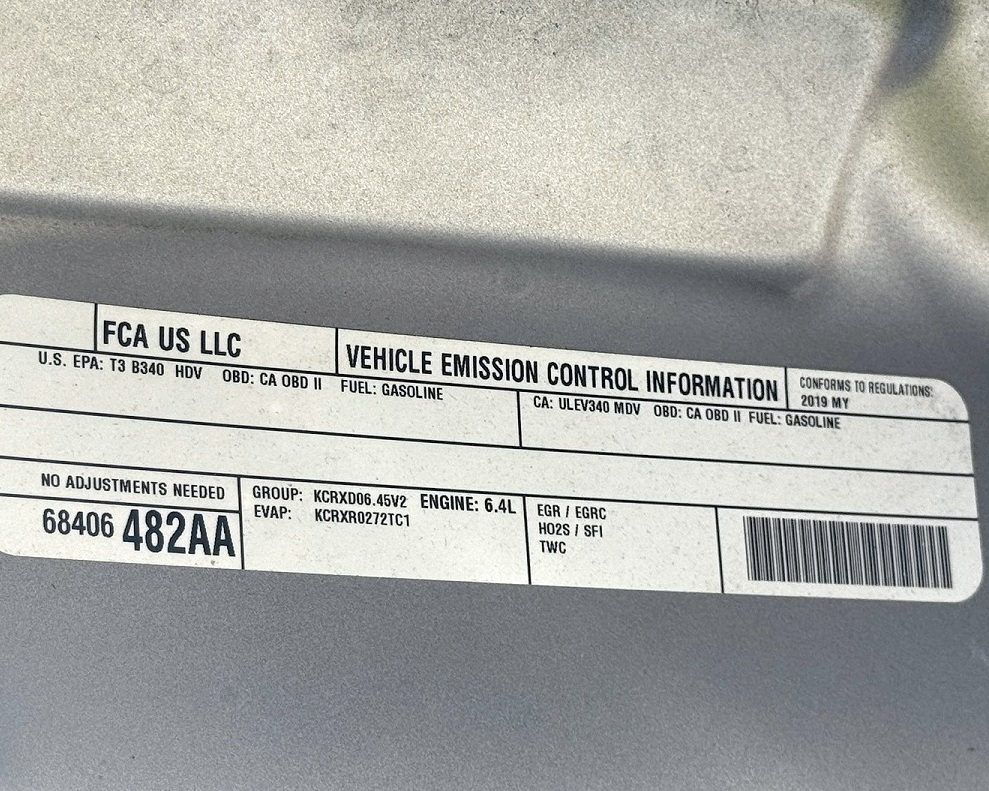 FCA US LLC
VEHICLE EMISSION CONTROL INFORMATION
CONFORMS TO REGULATIONS:
2019 MY
U.S. EPA: T3 B340 HDV OBD: CA OBD II FUEL: GASOLINE
CA: ULEV340 MDV OBD: CA OBD II FUEL: GASOLINE
NO ADJUSTMENTS NEEDED
68406 482AA
GROUP: KCRXD06.45V2 ENGINE: 6.4L
EVAP: KCRXR0272TC1
EGR / EGRC
HO2S / SFI
TWC